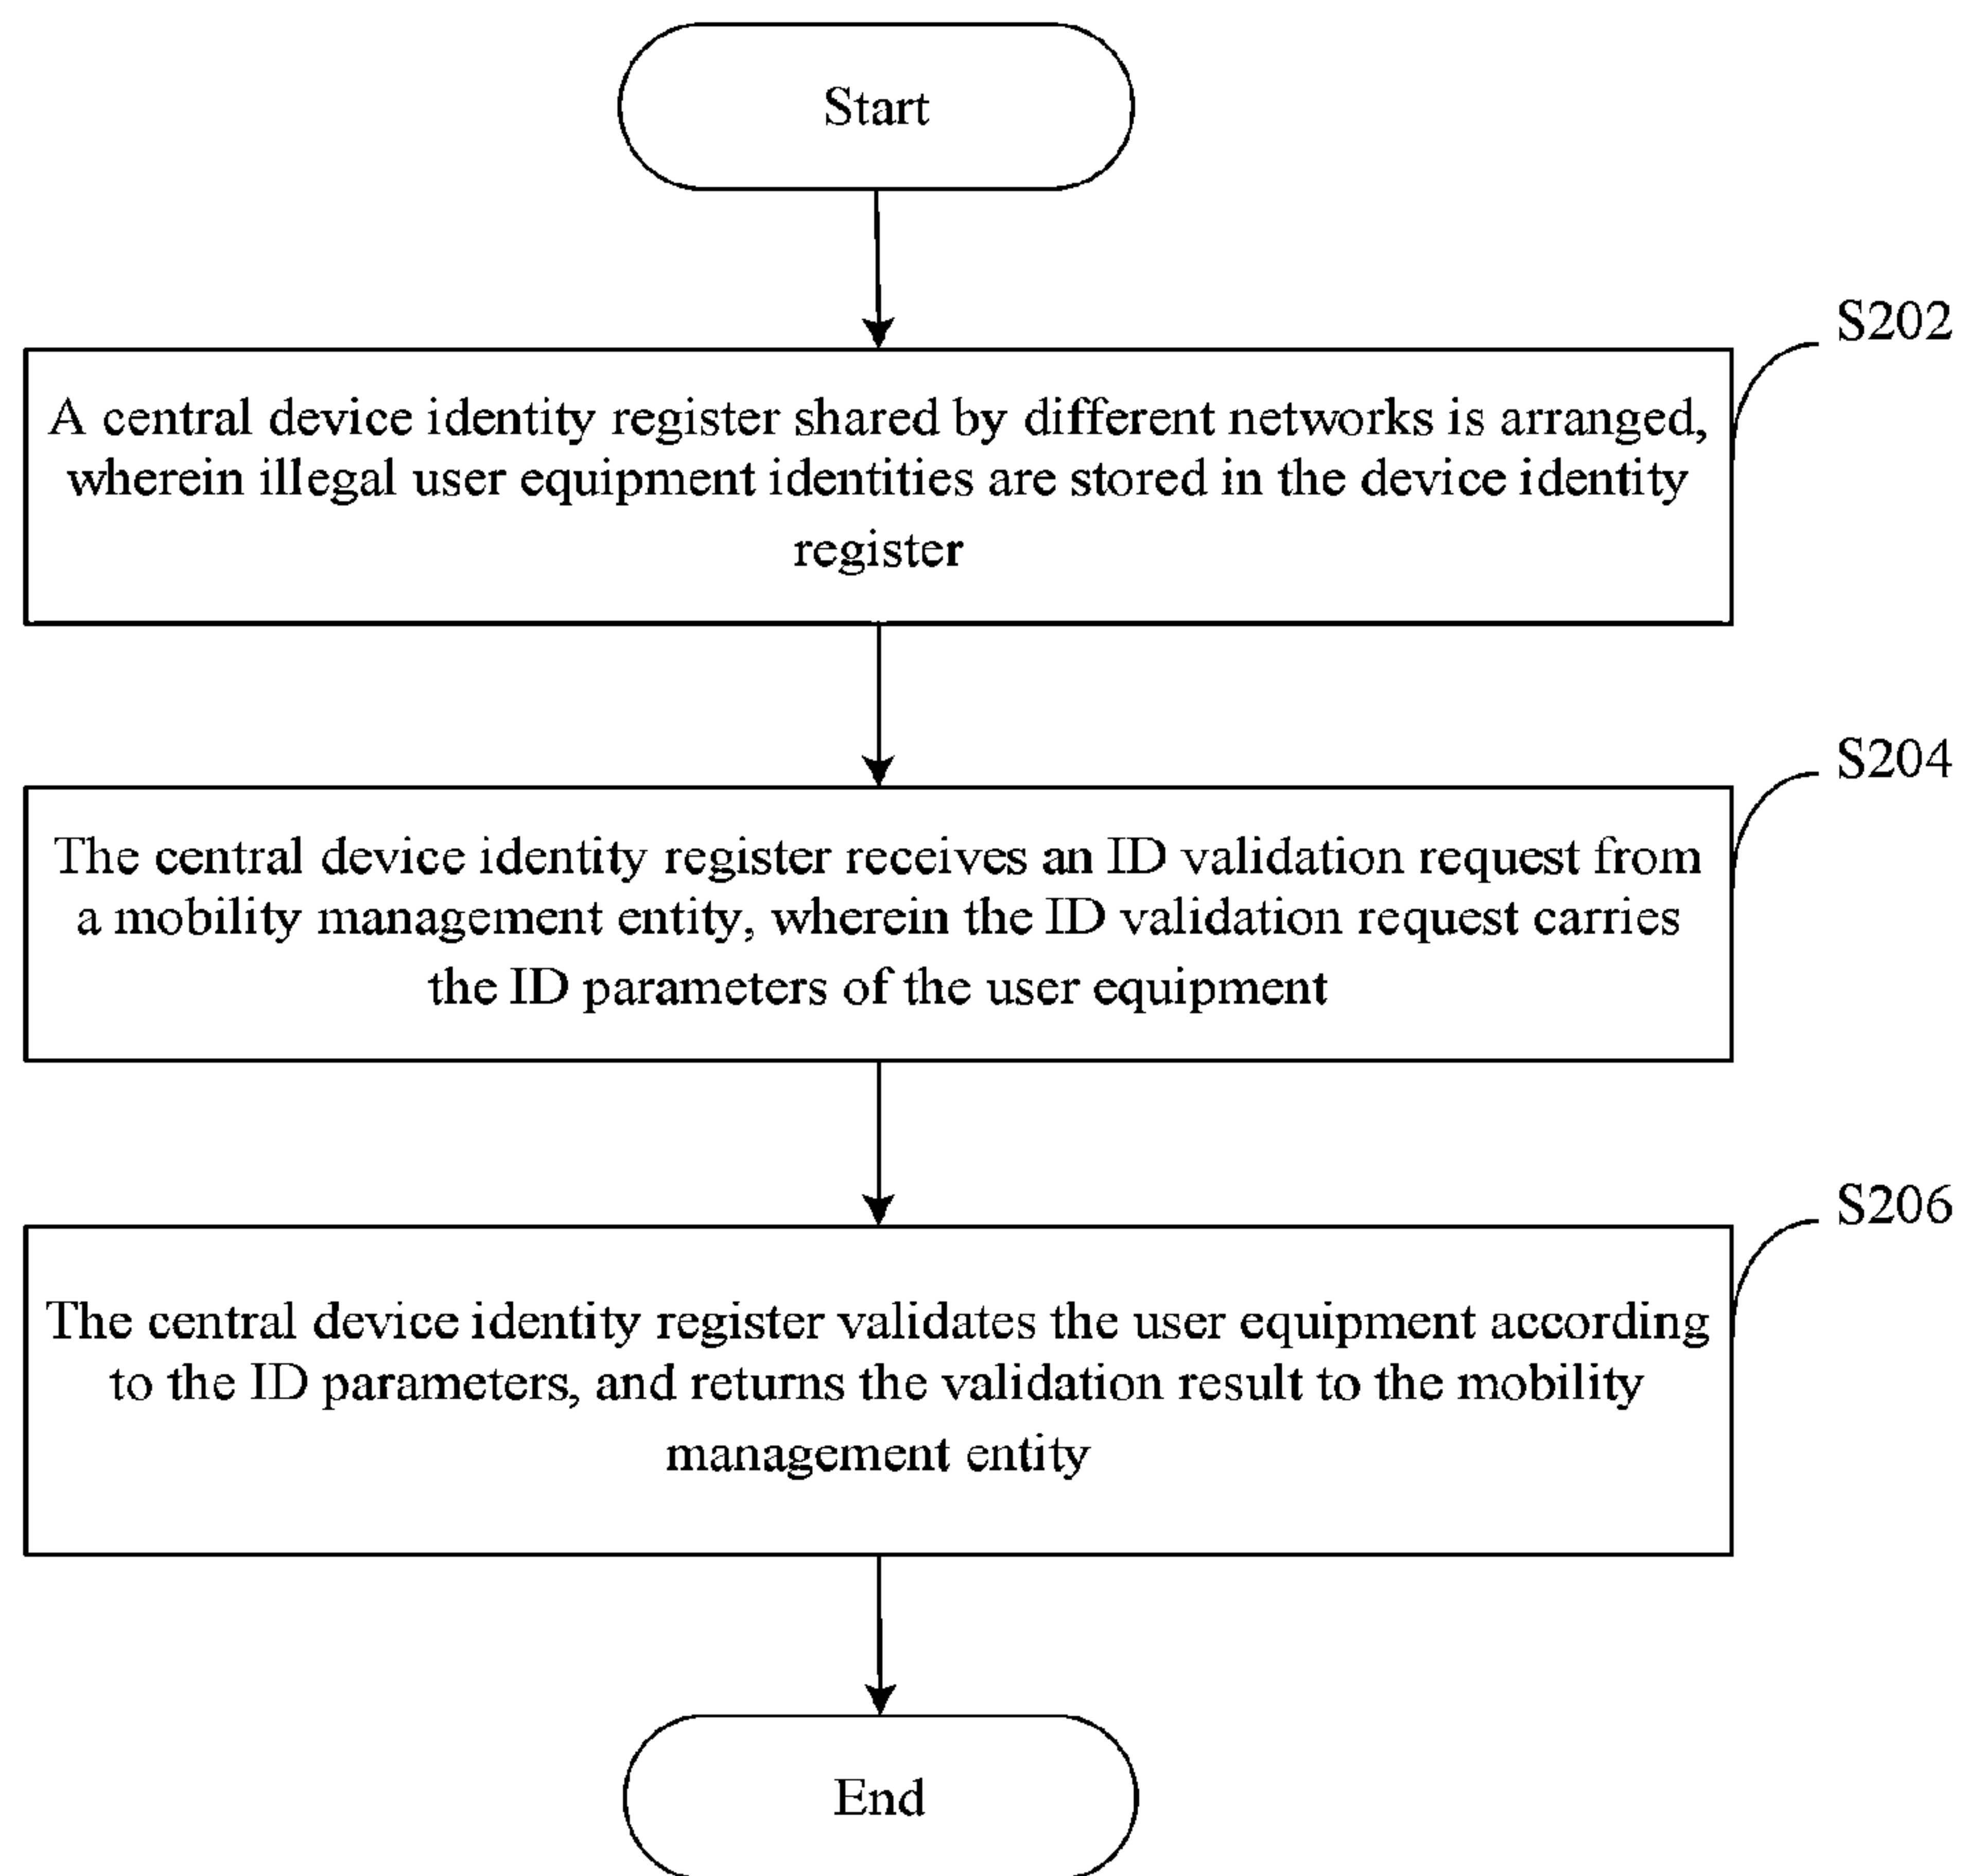 Start
S202
A central device identity register shared by different networks is arranged,
wherein illegal user equipment identities are stored in the device identity
register
S204
The central device identity register receives an ID validation request from
a mobility management entity, wherein the ID validation request carries
the ID parameters of the user equipment
S206
The central device identity register validates the user equipment according
to the ID parameters, and returns the validation result to the mobility
management entity
End